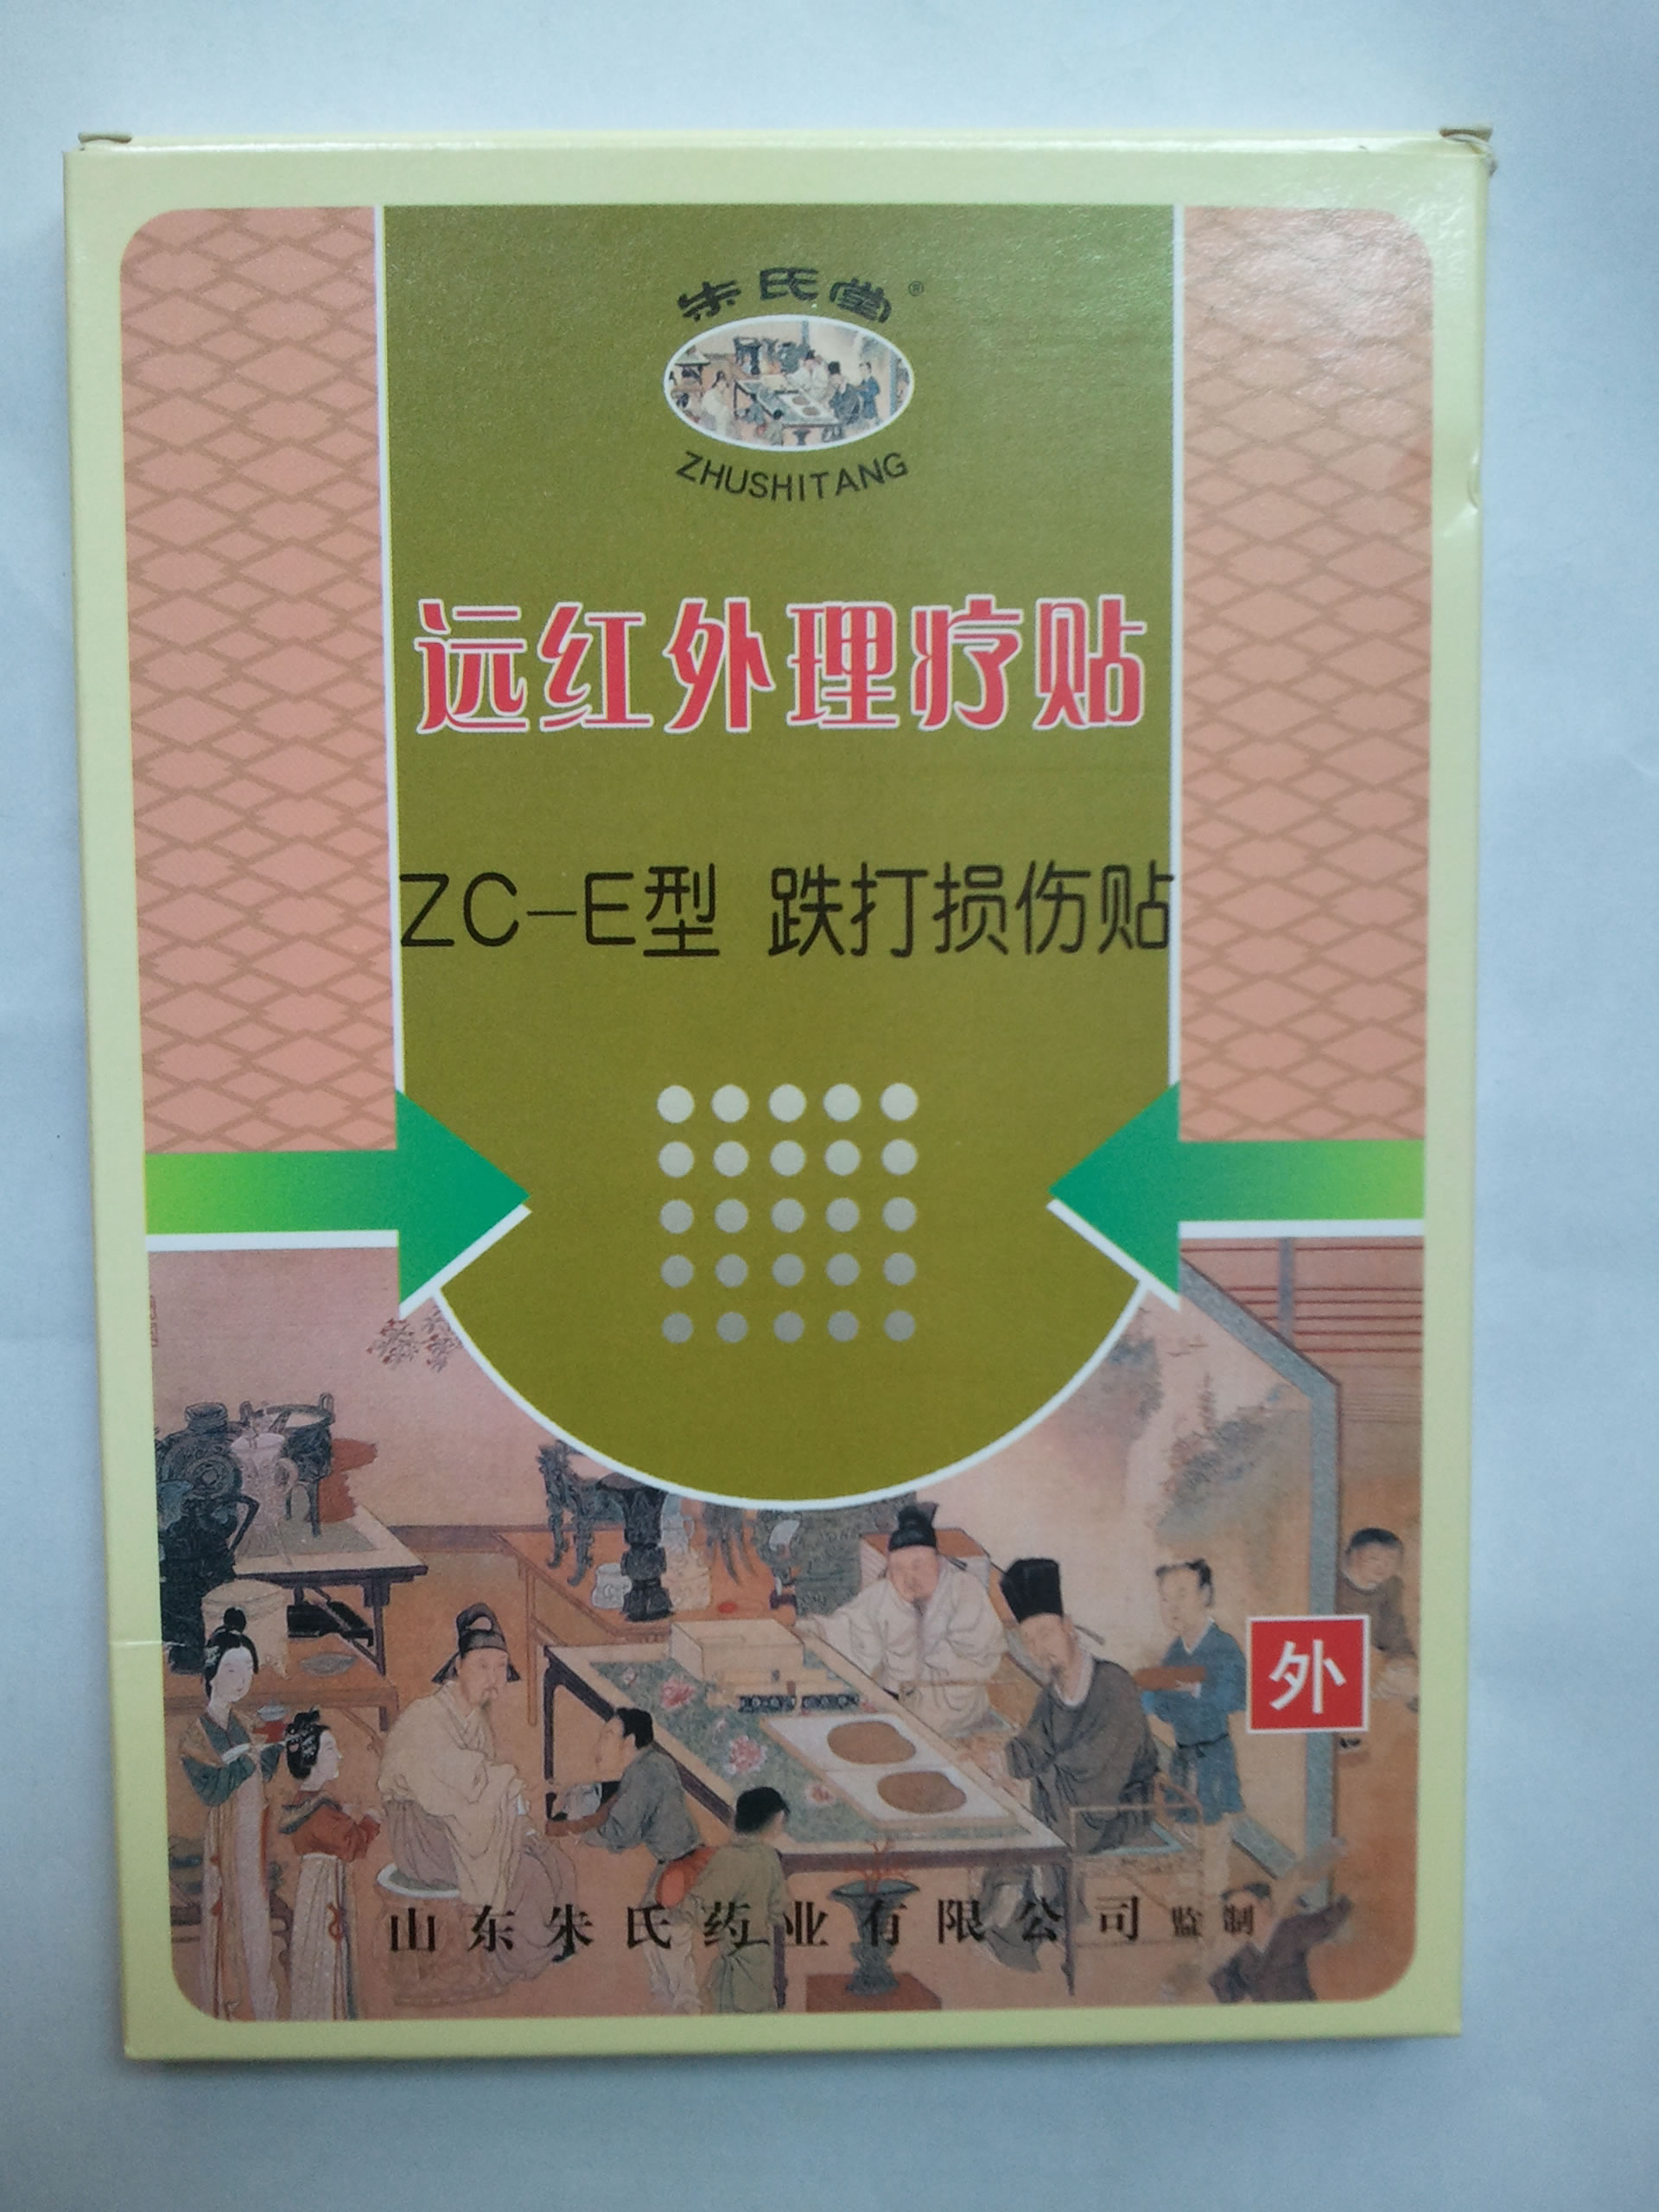 朱氏堂®
ZHUSHITANG
远红外理疗贴
ZC-E型 跌打损伤贴
外
山东朱氏药业有限公司监制